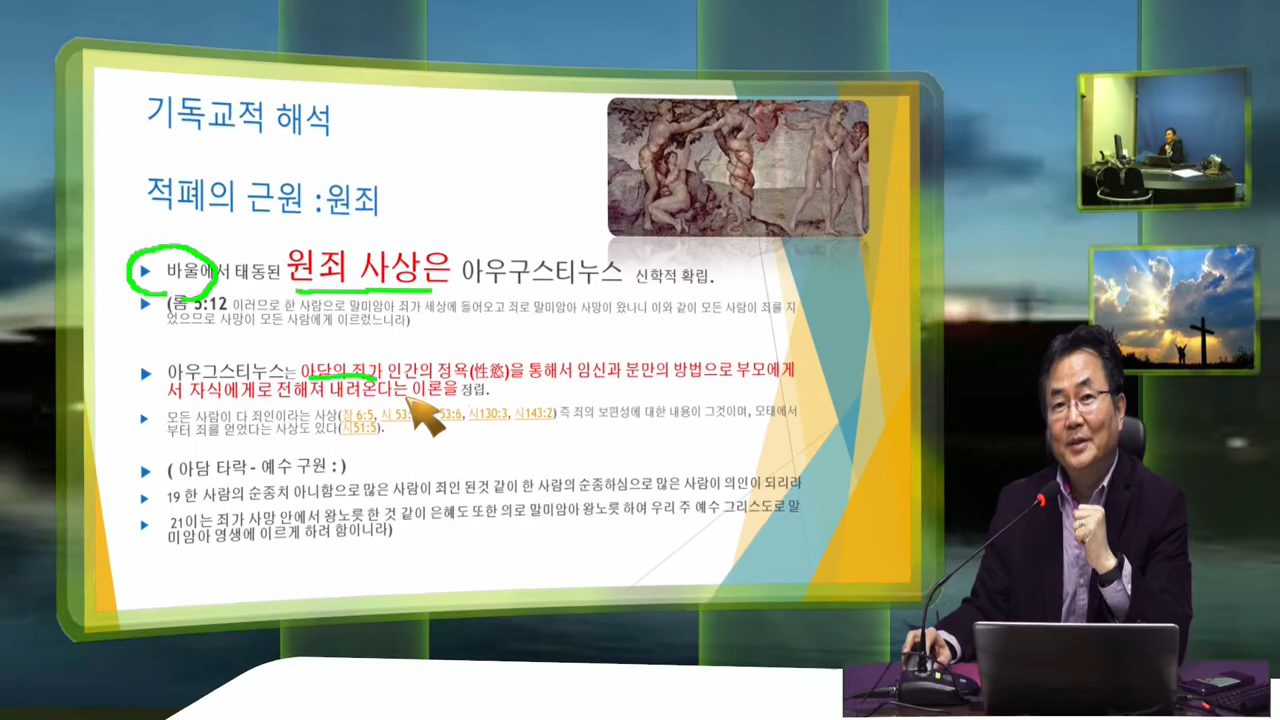 기독교적 해석
적폐의 근원 :원죄
바울에서 태동된 원죄 사상은 아우구스티누스 신학적 확립.
(롬 5:12 이러므로 한 사람으로 말미암아 죄가 세상에 들어오고 죄로 말미암아 사망이 왔나니 이와 같이 모든 사람이 죄를 지
었으므로 사망이 모든 사람에게 이르렀느니라)
아우그스티누스는 아담의 죄가 인간의 정욕(性慾)을 통해서 임신과 분만의 방법으로 부모에게
서 자식에게로 전해져 내려온다는 이론을 정립.
모든 사람이 다 죄인이라는 사상(창 6:5, 시 53: 53:6, 시130:3, 시143:2) 즉 죄의 보편성에 대한 내용이 그것이며, 모태에서
부터 죄를 얻었다는 사상도 있다(시51:5).
( 아담 타락 - 예수 구원 : )
19 한 사람의 순종치 아니함으로 많은 사람이 죄인 된것 같이 한 사람의 순종하심으로 많은 사람이 의인이 되리라
21이는 죄가 사망 안에서 왕노릇 한 것 같이 은혜도 또한 의로 말미암아 왕노릇 하여 우리 주 예수 그리스도로 말
미암아 영생에 이르게 하려 함이니라)